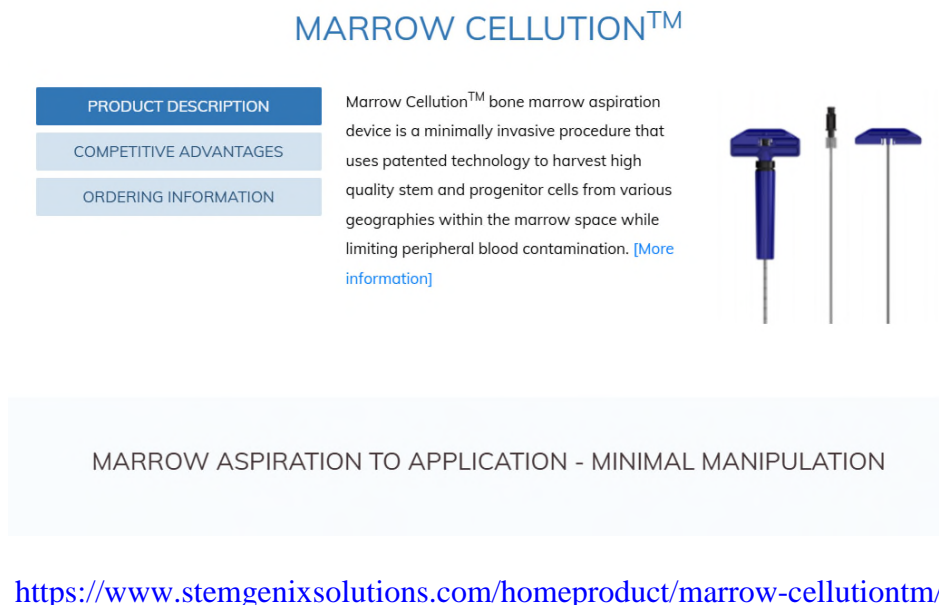 MARROW CELLUTION™
PRODUCT DESCRIPTION
COMPETITIVE ADVANTAGES
ORDERING INFORMATION
Marrow Cellution™ bone marrow aspiration
device is a minimally invasive procedure that
uses patented technology to harvest high
quality stem and progenitor cells from various
geographies within the marrow space while
limiting peripheral blood contamination. [More
information]
MARROW ASPIRATION TO APPLICATION - MINIMAL MANIPULATION
https://www.stemgenixsolutions.com/homeproduct/marrow-cellutiontm/